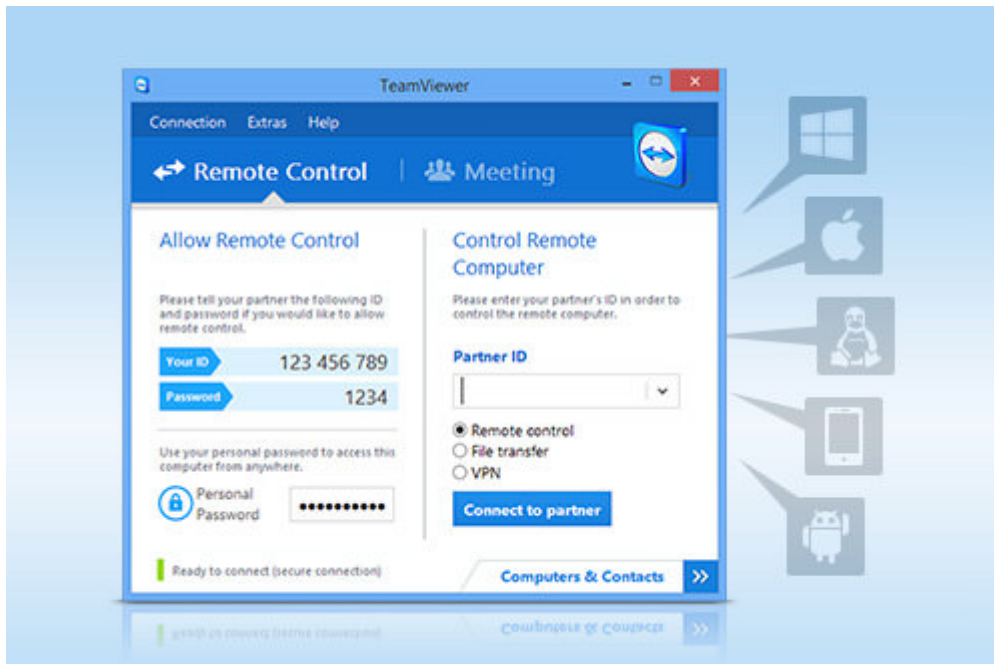 TeamViewer
Connection Extras Help
Remote Control Meeting
Allow Remote Control
Please tell your partner the following ID
and password if you would like to allow
remote control.
Your ID 123 456 789
Password 1234
Use your personal password to access this
computer from anywhere.
Personal
Password
Control Remote
Computer
Please enter your partner's ID in order to
control the remote computer.
Partner ID
Remote control
File transfer
VPN
Connect to partner
Ready to connect (secure connection)
Computers & Contacts